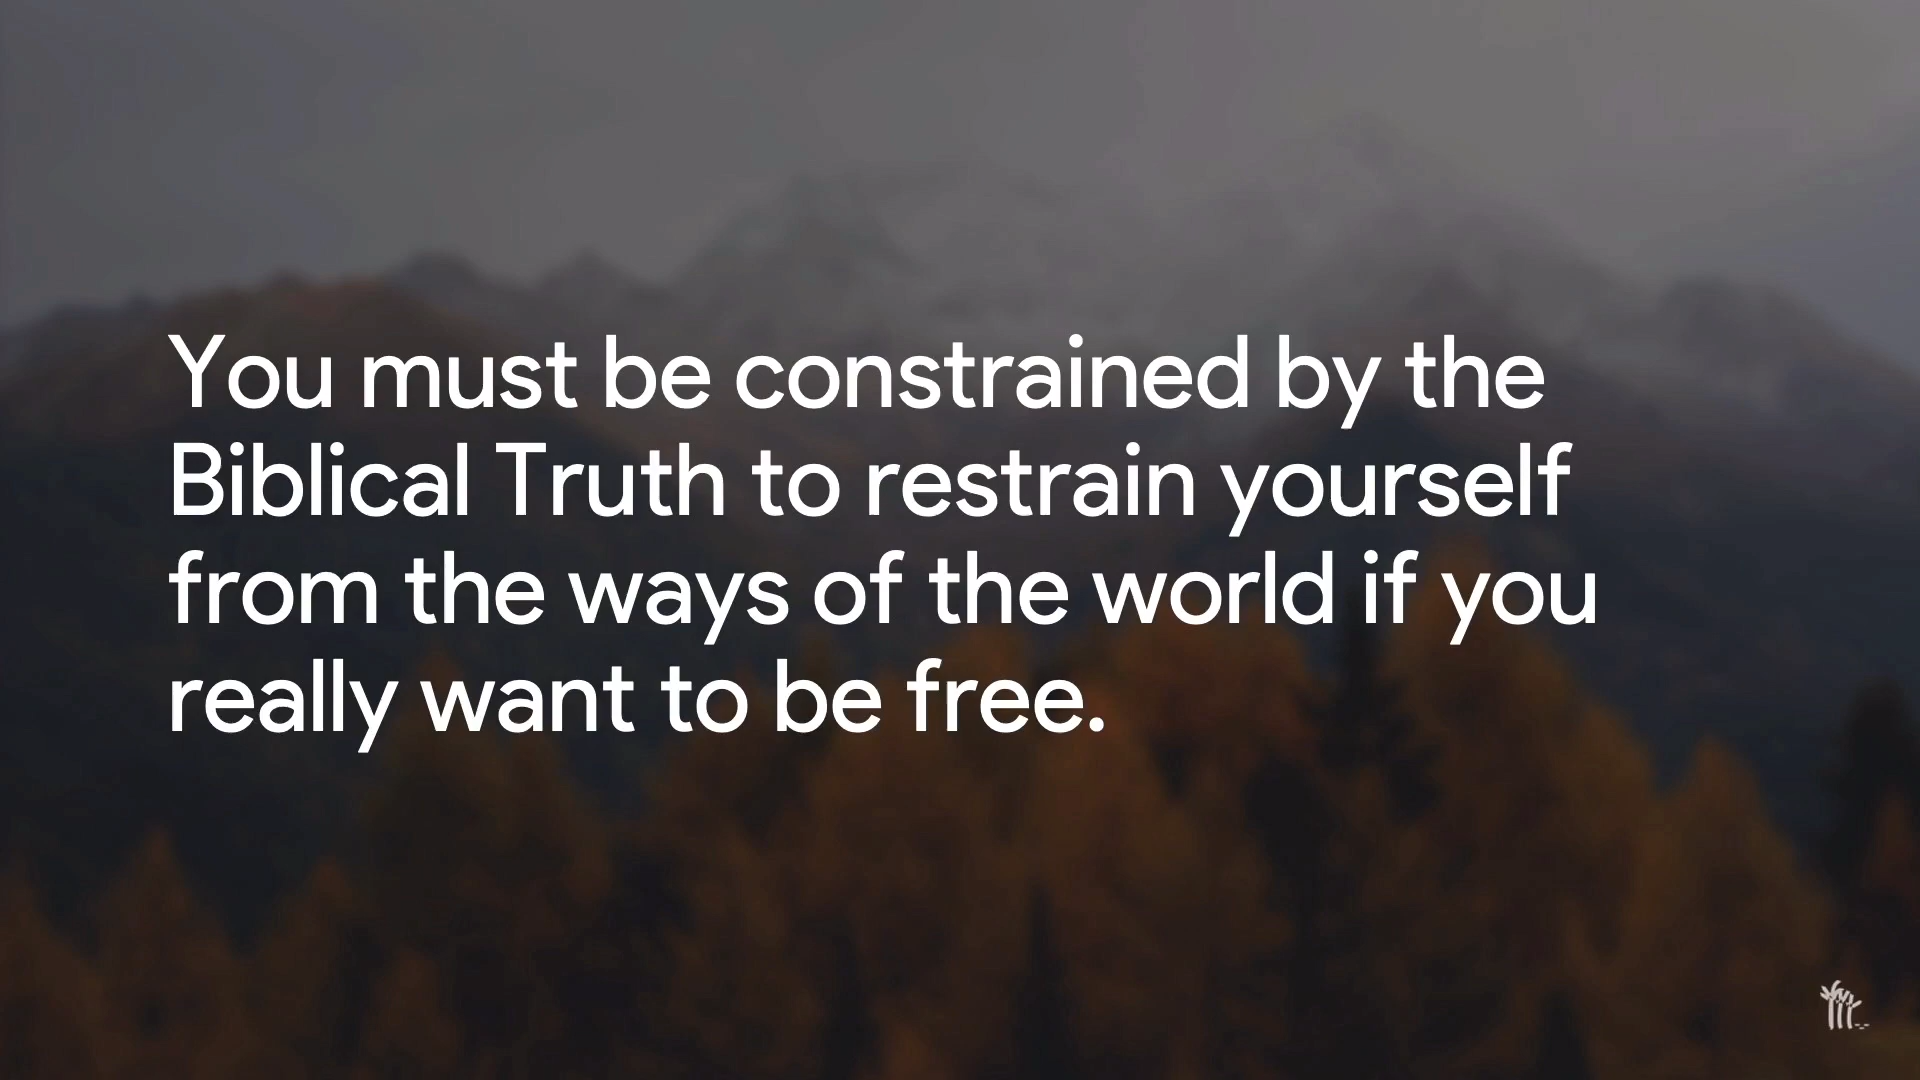 You must be constrained by the
Biblical Truth to restrain yourself
from the ways of the world if you
really want to be free.